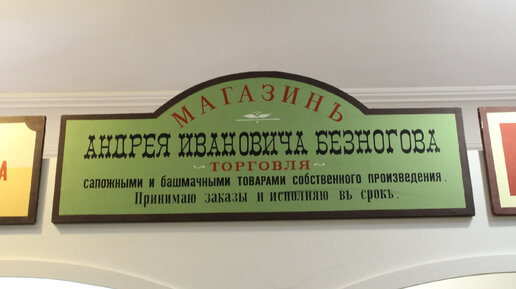 МАГАЗИНЪ
АНДРЕЯ ИВАНОВИЧА БЕЗНОГОВА
ТОРГОВЛЯ
САПОЖНЫМИ И БАШМАЧНЫМИ ТОВАРАМИ СОБСТВЕННОГО ПРОИЗВЕДЕНИЯ.
Принимаю заказы и исполняю въ срокъ.